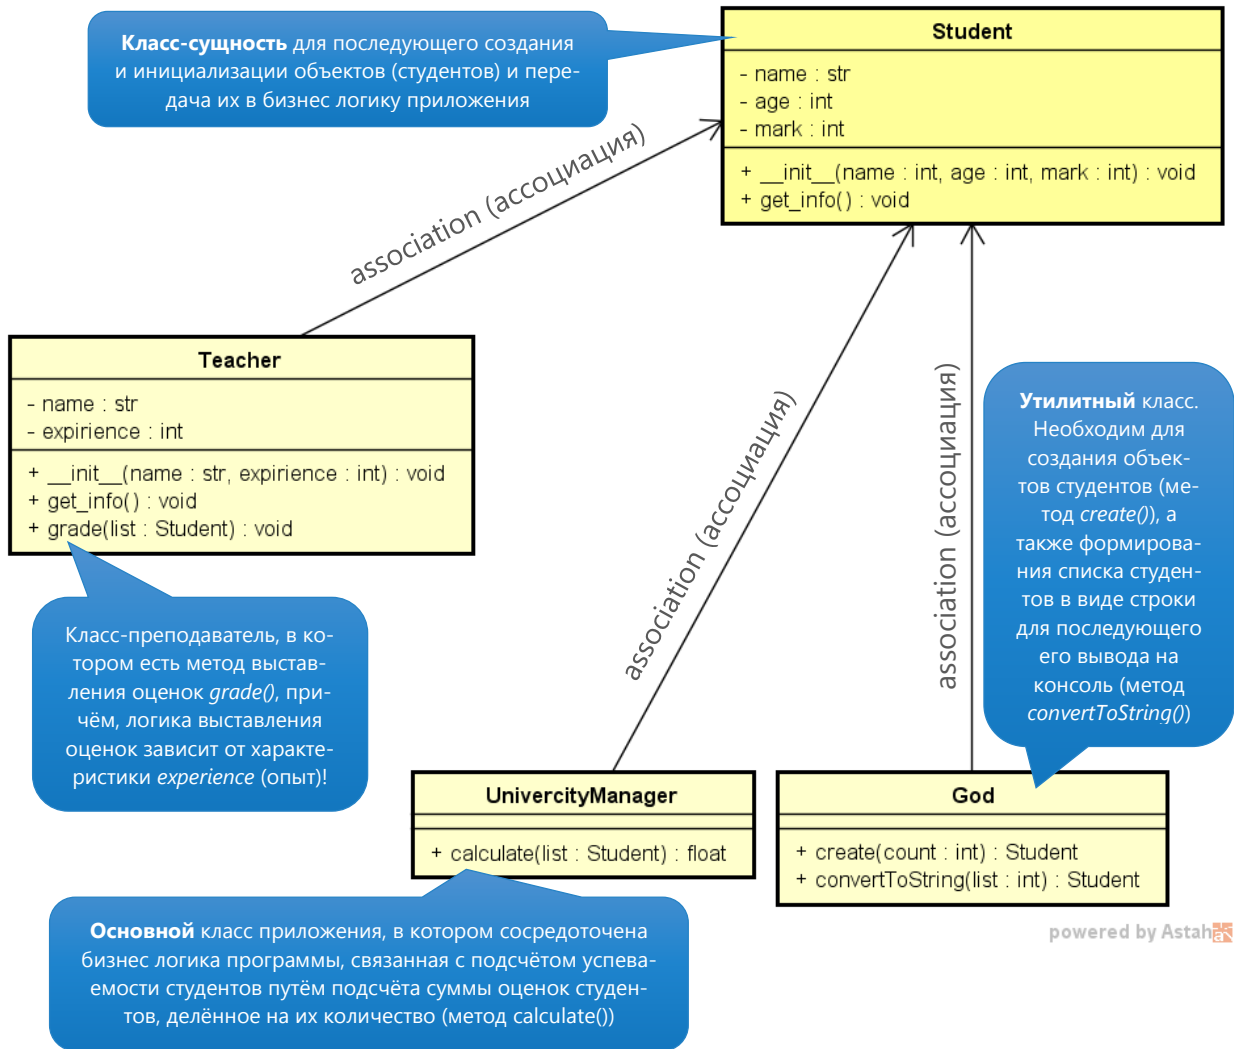 Класс-сущность для последующего создания
и инициализации объектов (студентов) и пере-
дача их в бизнес логику приложения
Student
- name : str
- age : int
- mark : int
+ __init__(name : int, age : int, mark : int) : void
+ get_info() : void
association (ассоциация)
Teacher
- name : str
- expirience : int
+ __init__(name : str, expirience : int) : void
+ get_info() : void
+ grade(list : Student) : void
association (ассоциация)
association (ассоциация)
Утилитный класс.
Необходим для
создания объек-
тов студентов (ме-
тод create()), а
также формирова-
ния списка студен-
тов в виде строки
для последующего
его вывода на
консоль (метод
convertToString())
Класс-преподаватель, в ко-
тором есть метод выстав-
ления оценок grade(), при-
чём, логика выставления
оценок зависит от характе-
ристики experience (опыт)!
UnivercityManager
+ calculate(list : Student) : float
God
+ create(count : int) : Student
+ convertToString(list : int) : Student
Основной класс приложения, в котором сосредоточена
бизнес логика программы, связанная с подсчётом успева-
емости студентов путём подсчёта суммы оценок студен-
тов, делённое на их количество (метод calculate())
powered by Astah